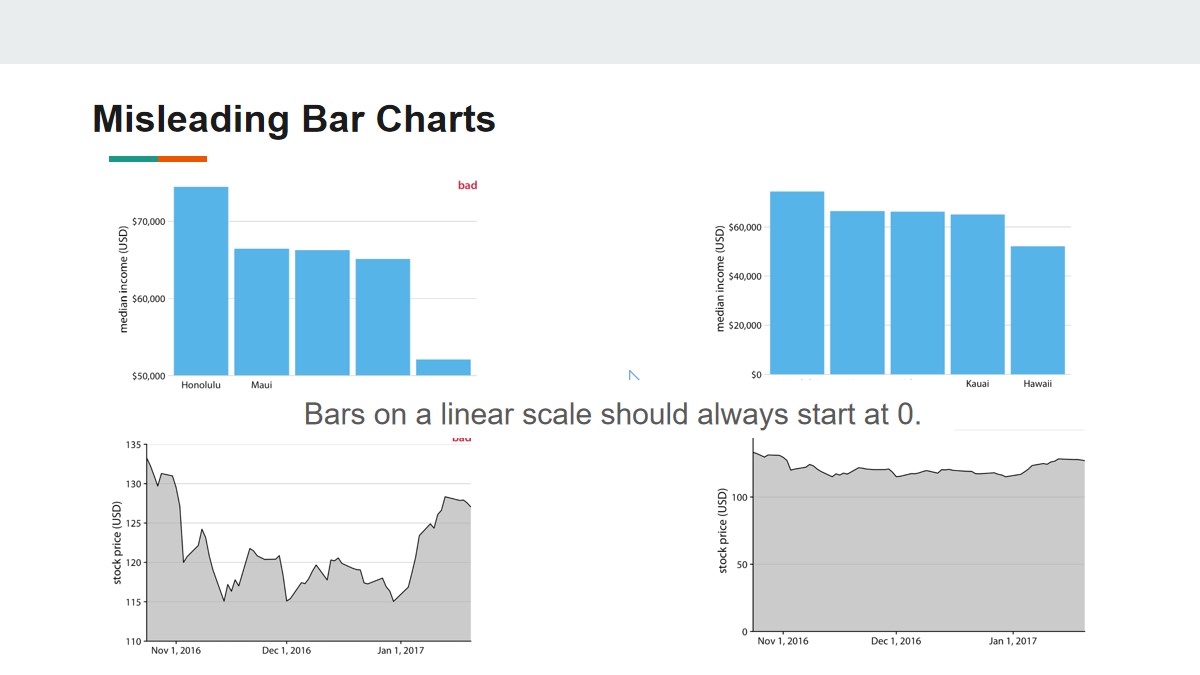 Misleading Bar Charts
bad
median income (USD)
$70,000
$60,000
$50,000
Honolulu Maui
median income (USD)
$60,000
$40,000
$20,000
$0
Kauai Hawaii
Bars on a linear scale should always start at 0.
bad
stock price (USD)
135
130
125
120
115
110
Nov 1, 2016 Dec 1, 2016 Jan 1, 2017
stock price (USD)
100
50
0
Nov 1, 2016 Dec 1, 2016 Jan 1, 2017